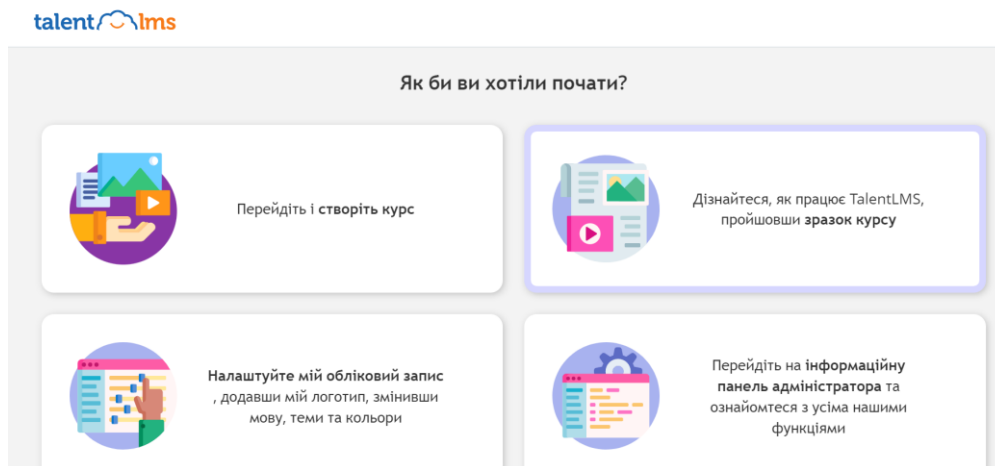 talentlms
Як би ви хотіли почати?
Перейдіть і створіть курс
Дізнайтеся, як працює TalentLMS,
пройшовши зразок курсу
Налаштуйте мій обліковий запис
, додавши мій логотип, змінивши
мову, теми та кольори
Перейдіть на інформаційну
панель адміністратора та
ознайомтеся з усіма нашими
функціями